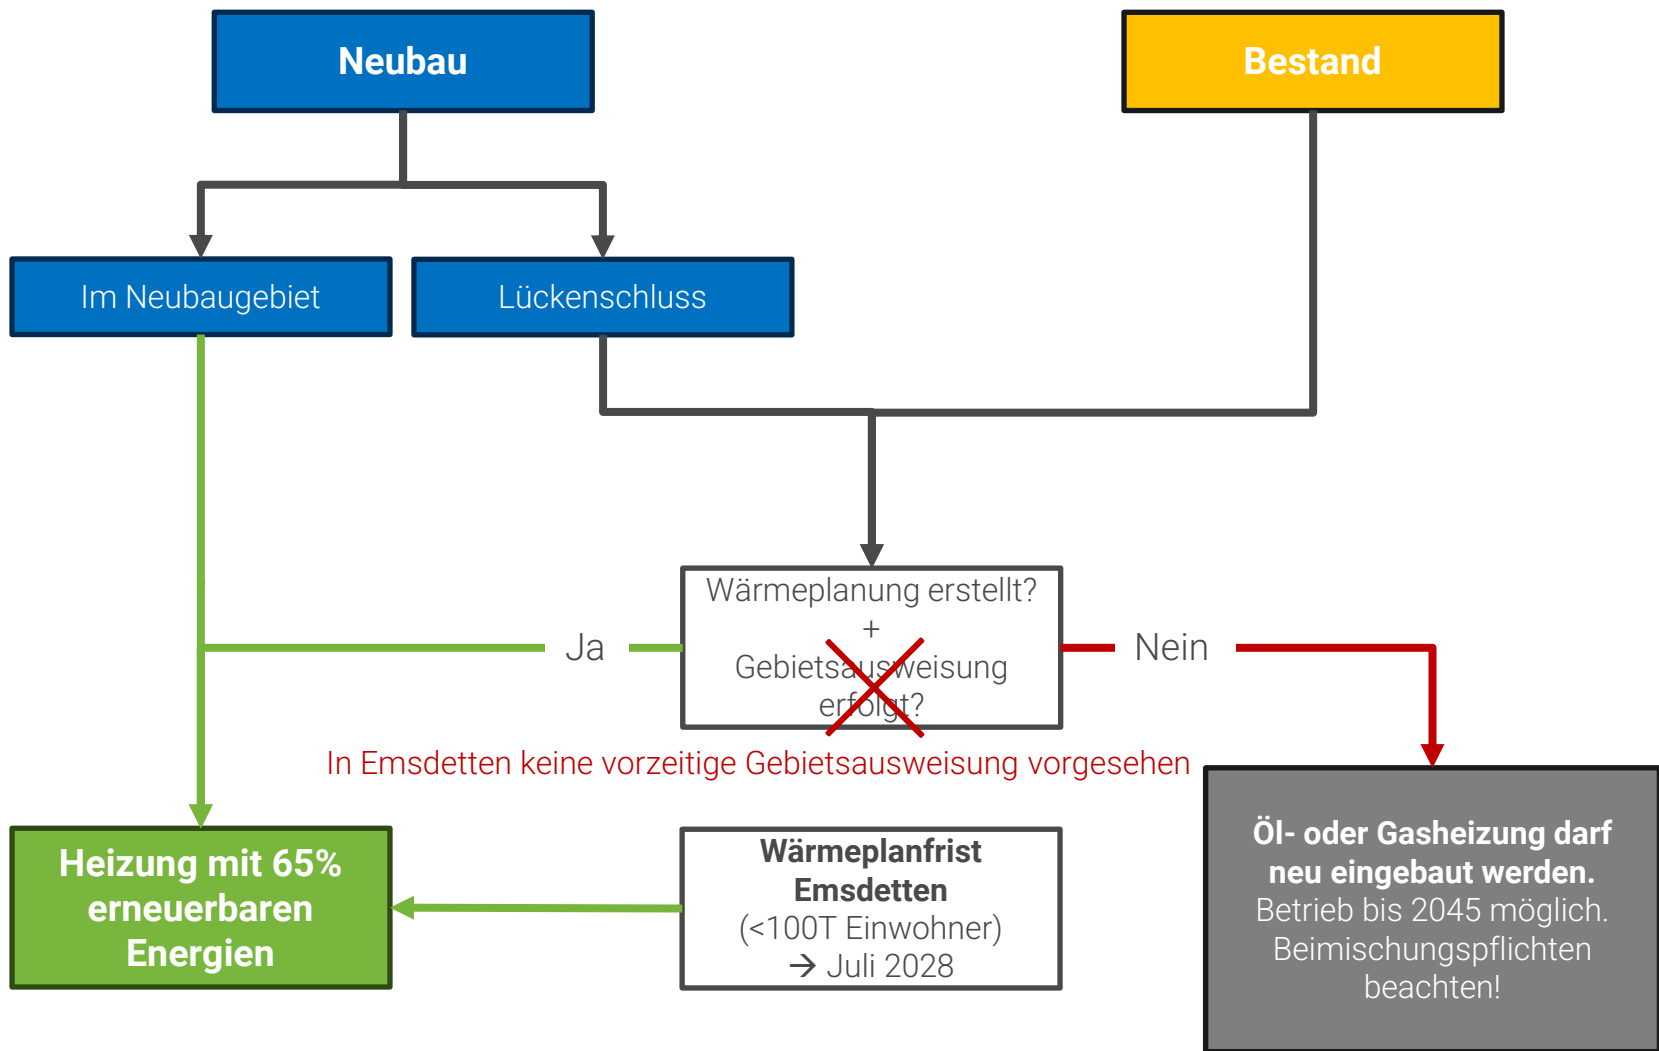 Neubau
Bestand
Im Neubaugebiet
Lückenschluss
Wärmeplanung erstellt?
+
Gebietsausweisung
erfolgt?
Ja
Nein
In Emsdetten keine vorzeitige Gebietsausweisung vorgesehen
Heizung mit 65%
erneuerbaren
Energien
Wärmeplanfrist
Emsdetten
(<100T Einwohner)
→ Juli 2028
Öl- oder Gasheizung darf
neu eingebaut werden.
Betrieb bis 2045 möglich.
Beimischungspflichten
beachten!